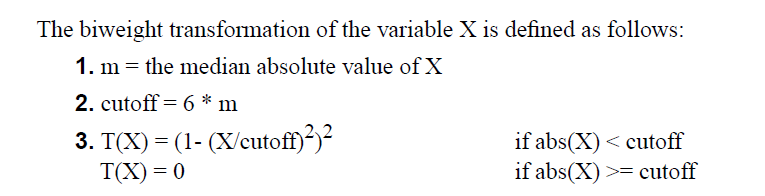 The biweight transformation of the variable X is defined as follows:
1. m = the median absolute value of X
2. cutoff = 6 * m
3. T(X) = (1- (X/cutoff)²)² if abs(X) < cutoff
T(X) = 0 if abs(X) >= cutoff